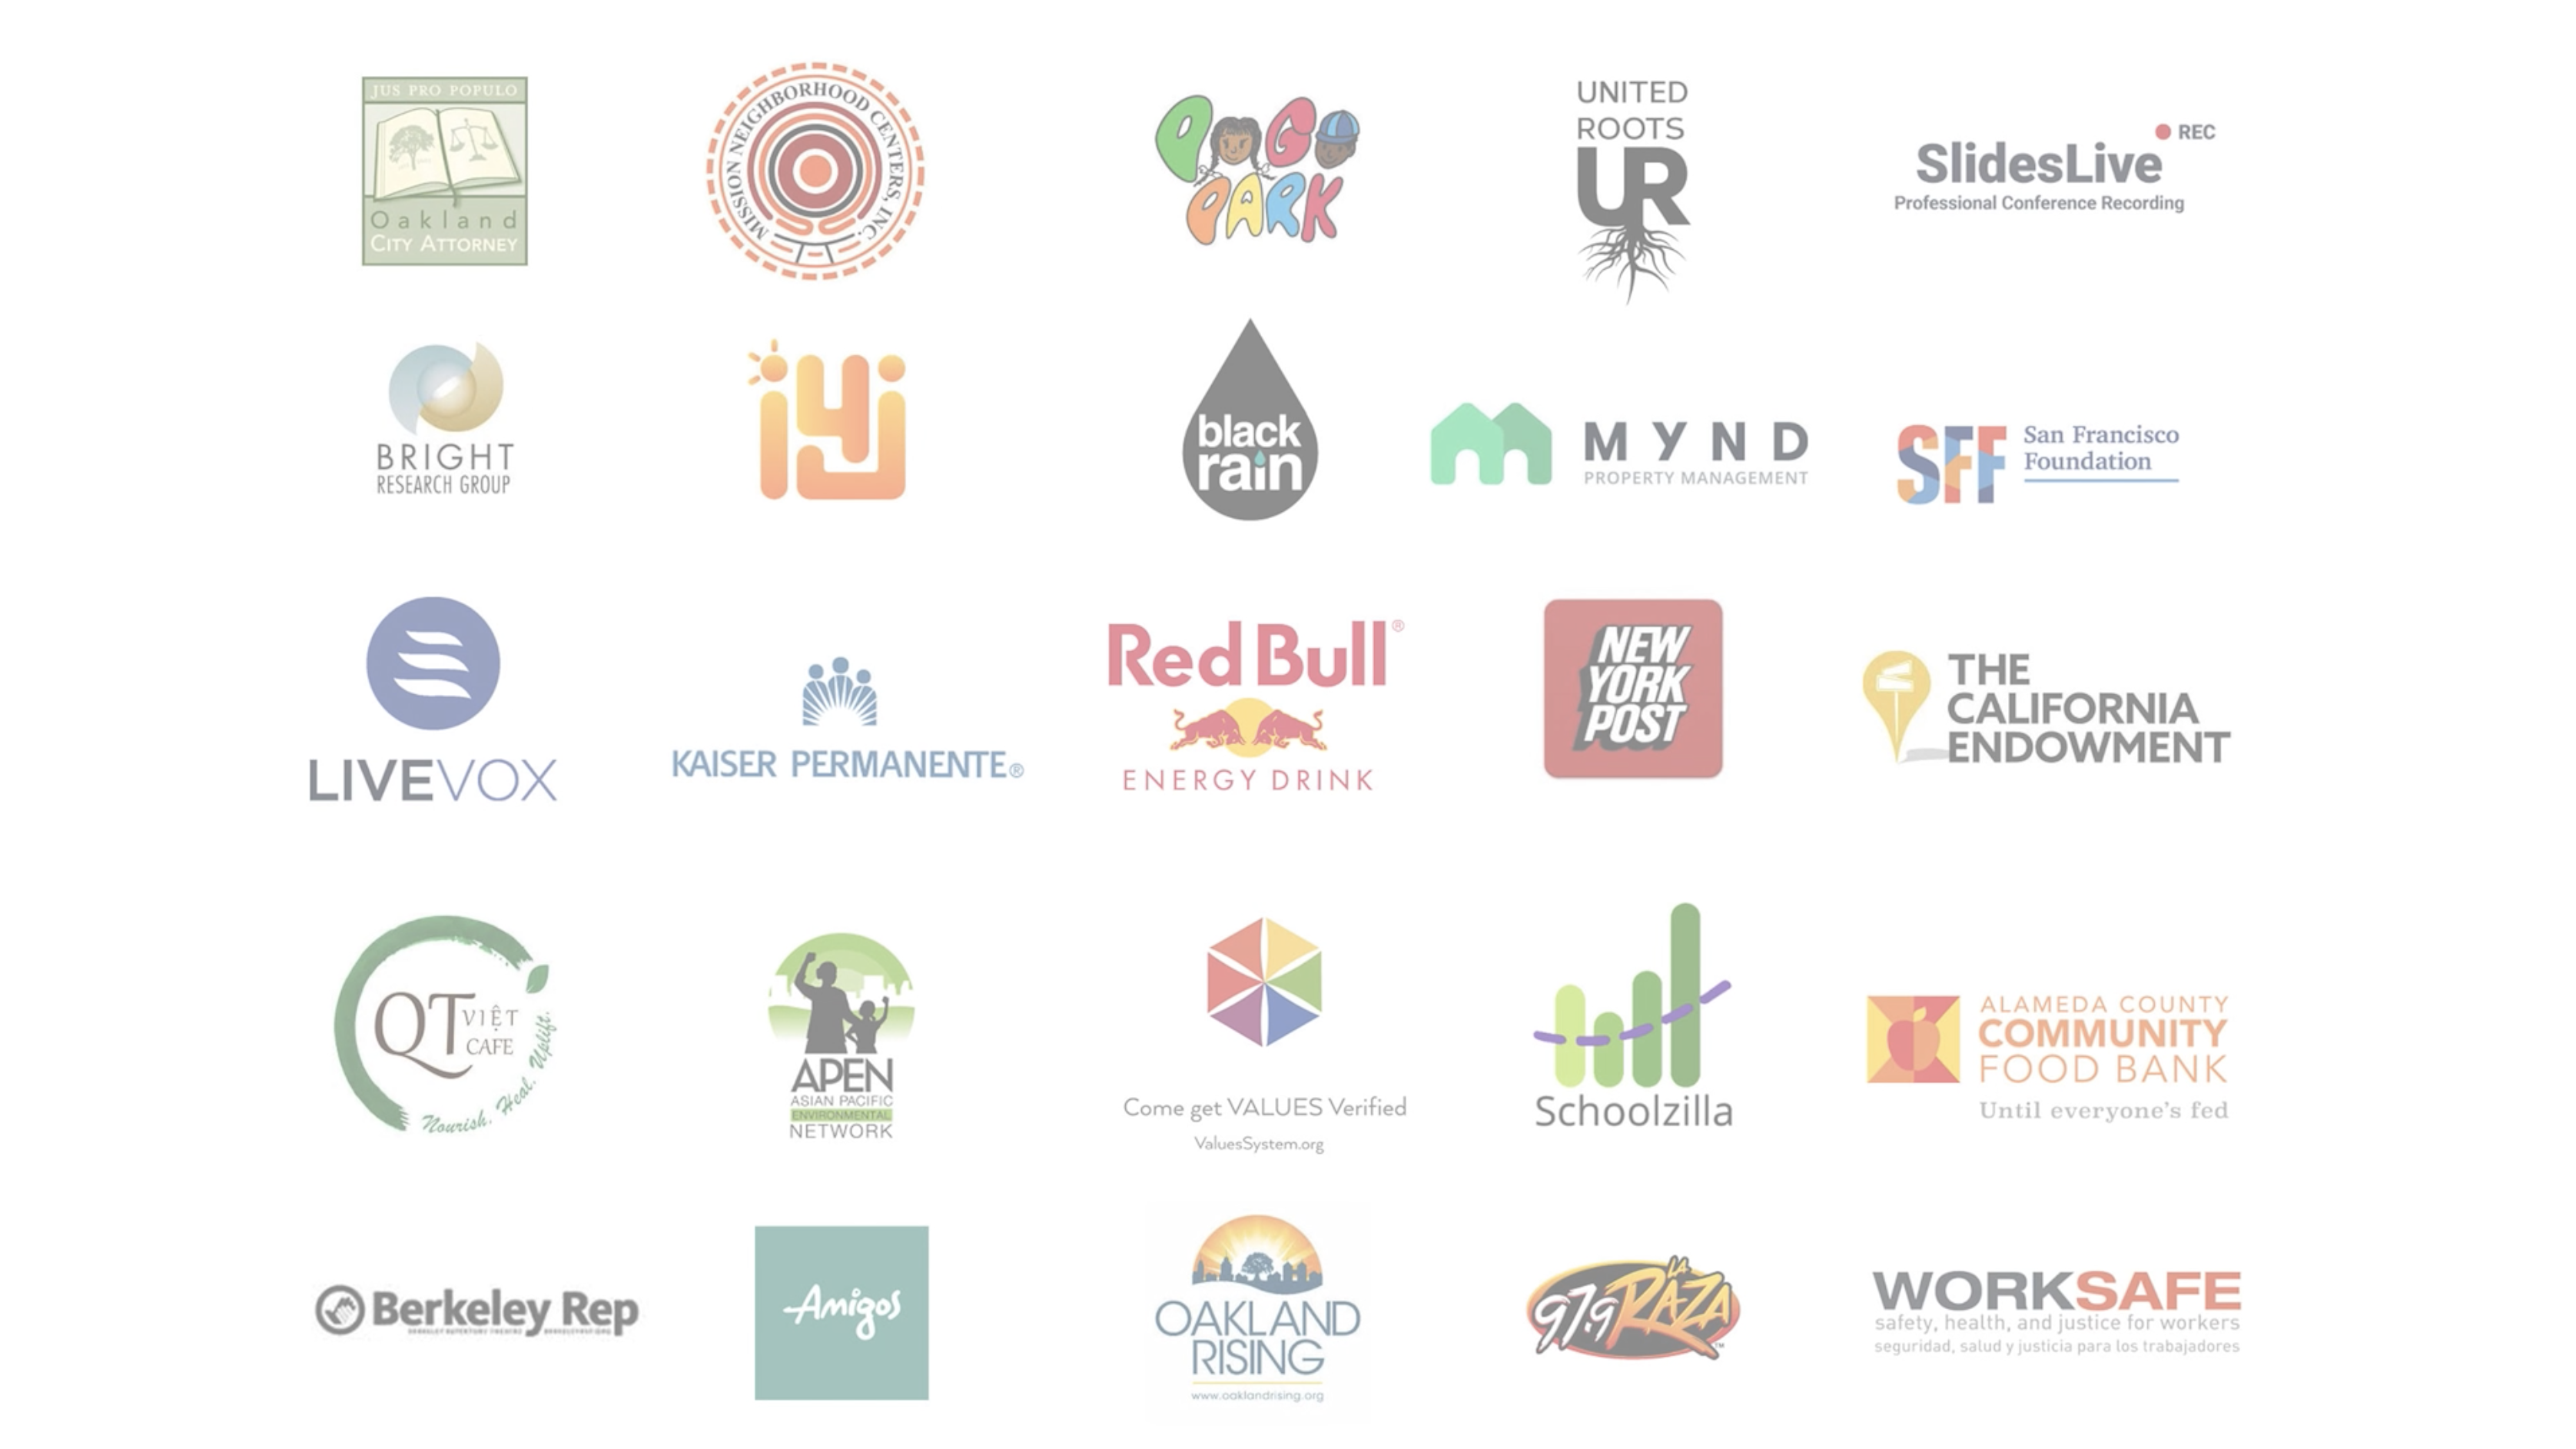 JUS PRO POPULO
Oakland
CITY ATTORNEY
MISSION NEIGHBORHOOD CENTERS, INC.
POGO
PARK
UNITED
ROOTS
UR
REC
SlidesLive
Professional Conference Recording
BRIGHT
RESEARCH GROUP
iyj
black
rain
MYND
PROPERTY MANAGEMENT
SFF
San Francisco
Foundation
LIVEVOX
KAISER PERMANENTE®
Red Bull®
ENERGY DRINK
NEW
YORK
POST
THE
CALIFORNIA
ENDOWMENT
QT VIỆT
CAFE
Nourish. Heal. Uplift.
APEN
ASIAN PACIFIC
ENVIRONMENTAL
NETWORK
Come get VALUES Verified
ValuesSystem.org
Schoolzilla
ALAMEDA COUNTY
COMMUNITY
FOOD BANK
Until everyone's fed
Berkeley Rep
Amigos
OAKLAND
RISING
www.oaklandrising.org
LA
97.9 RAZA
TM
WORKSAFE
safety, health, and justice for workers
seguridad, salud y justicia para los trabajadores